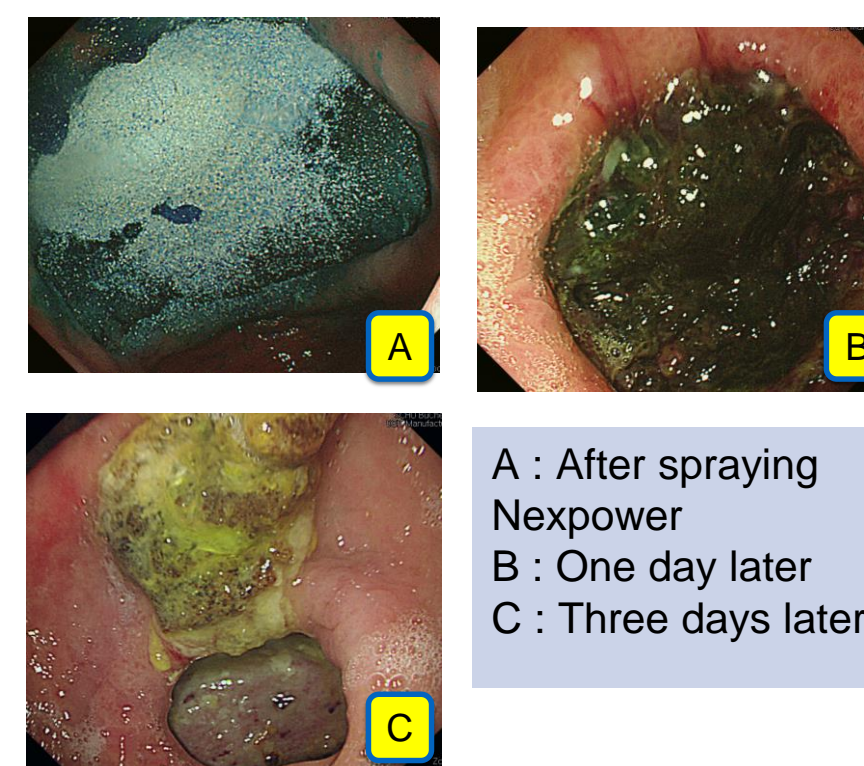 A
B
C
A : After spraying
Nexpower
B : One day later
C : Three days later